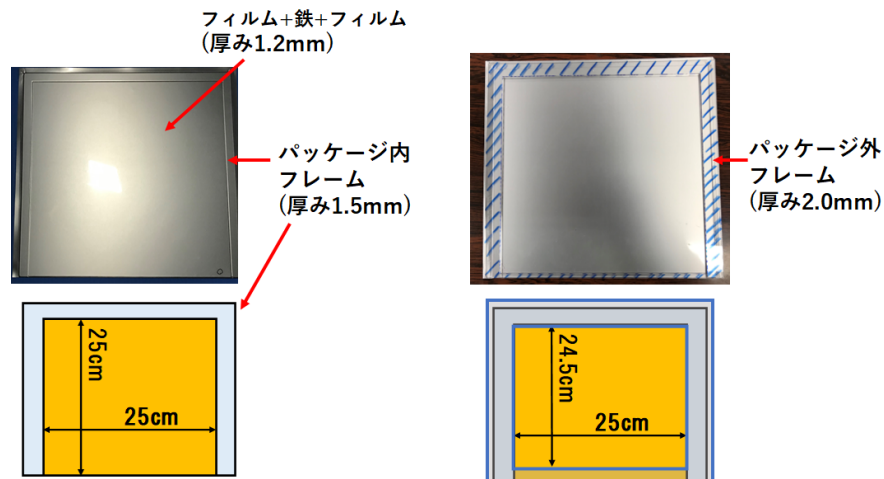 フィルム+鉄+フィルム
(厚み1.2mm)
パッケージ内
フレーム
(厚み1.5mm)
パッケージ外
フレーム
(厚み2.0mm)
25cm
25cm
24.5cm
25cm